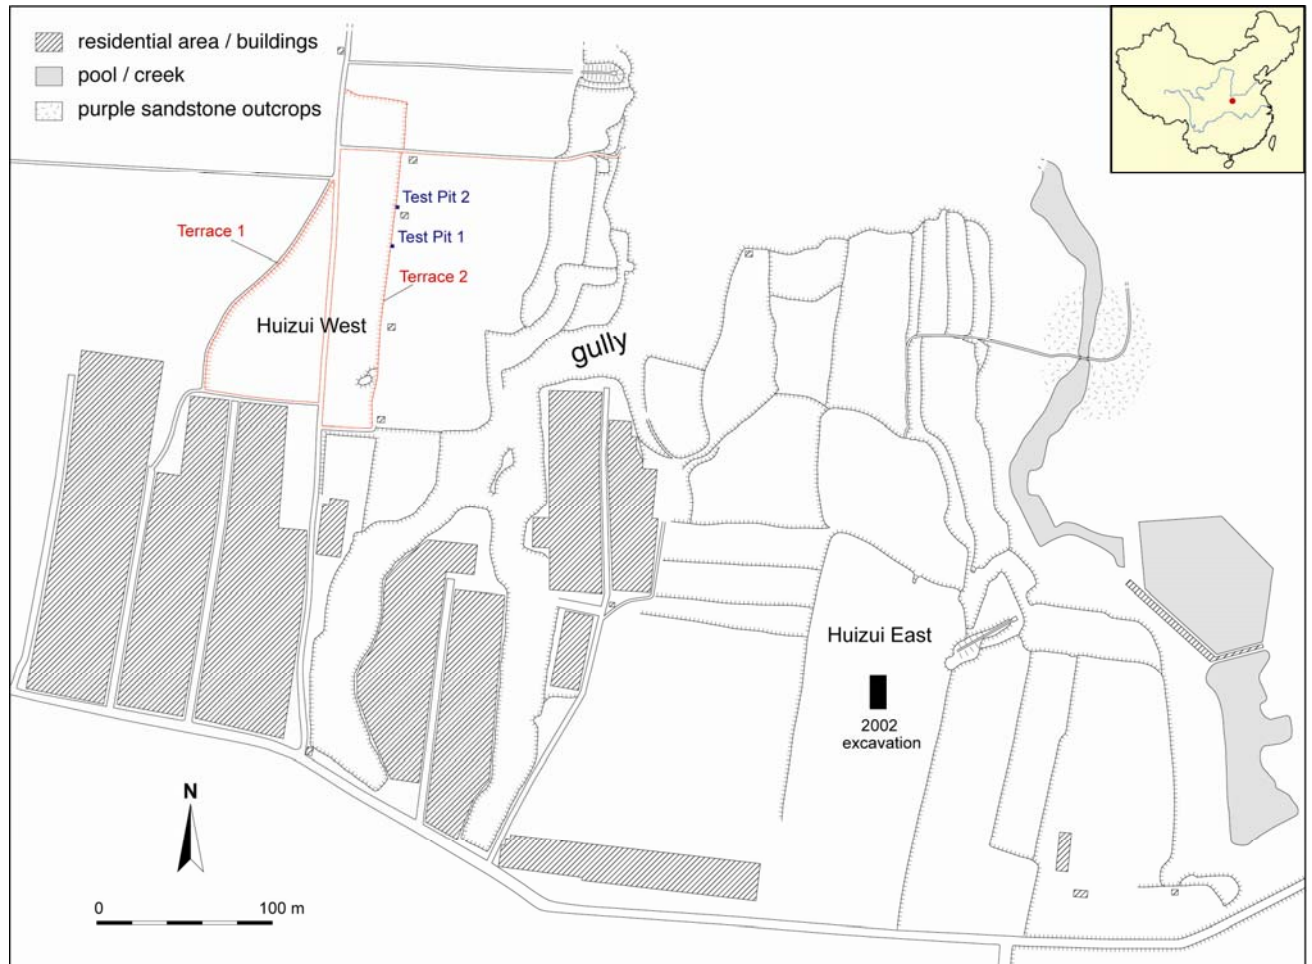 residential area / buildings
pool / creek
purple sandstone outcrops
Test Pit 2
Terrace 1
Test Pit 1
Terrace 2
Huizui West
gully
Huizui East
2002
excavation
N
0 100 m